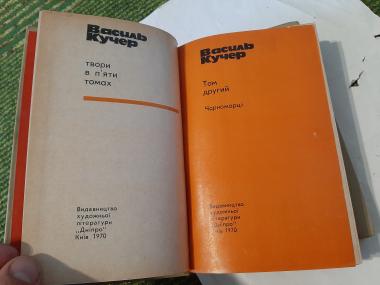 Василь
Кучер
твори
в п'яти
томах
Видавництво
художньої
літератури
„Дніпро"
Київ 1970
Василь
Кучер
Том
другий
Чорноморці
Видавництво
художньої
літератури
„Дніпро"
Київ 1970